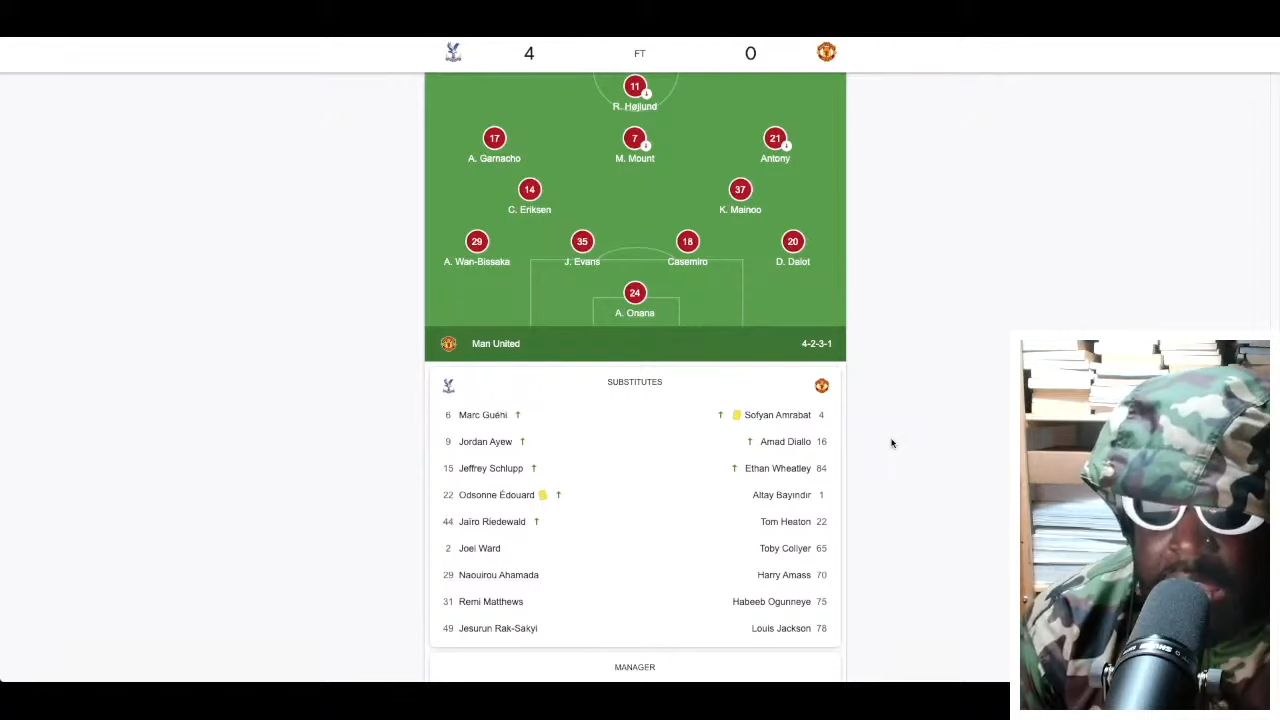 4 FT 0
11
R. Højlund
17 7 21
A. Garnacho M. Mount Antony
14 37
C. Eriksen K. Mainoo
29 35 18 20
A. Wan-Bissaka J. Evans Casemiro D. Dalot
24
A. Onana
Man United 4-2-3-1
SUBSTITUTES
6 Marc Guéhi Sofyan Amrabat 4
9 Jordan Ayew Amad Diallo 16
15 Jeffrey Schlupp Ethan Wheatley 84
22 Odsonne Édouard Altay Bayındır 1
44 Jaïro Riedewald Tom Heaton 22
2 Joel Ward Toby Collyer 65
29 Naouirou Ahamada Harry Amass 70
31 Remi Matthews Habeeb Ogunneye 75
49 Jesurun Rak-Sakyi Louis Jackson 78
MANAGER